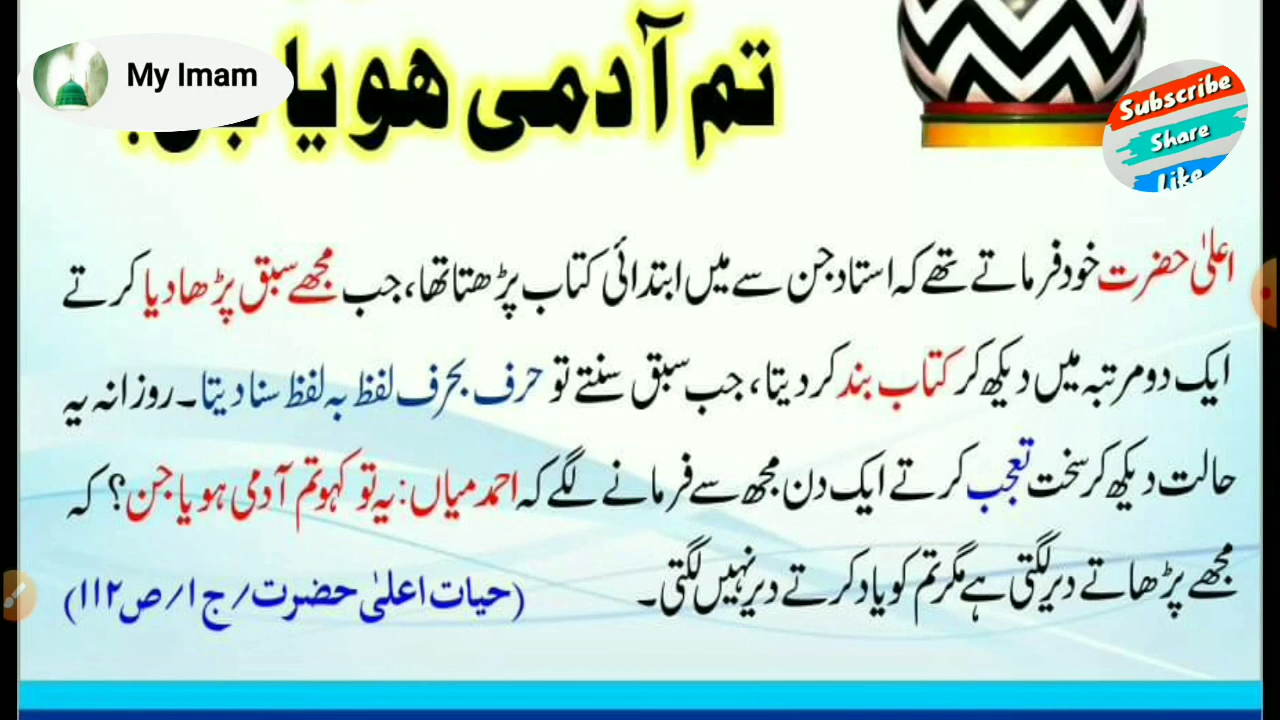 My Imam
تم آدمی ھو یا
Subscribe
Share
Like
اعلیٰ حضرت خود فرماتے تھے کہ استاد جن سے میں ابتدائی کتاب پڑھتا تھا، جب مجھے سبق پڑھا دیا کرتے
ایک دو مرتبہ میں دیکھ کر کتاب بند کر دیتا، جب سبق سنتے تو حرف بحرف لفظ بہ لفظ سنا دیتا۔ روزانہ یہ
حالت دیکھ کر سخت تعجب کرتے ایک دن مجھ سے فرمانے لگے کہ احمد میاں: یہ تو کہو تم آدمی ہو یا جن؟ کہ
مجھے پڑھاتے دیر لگتی ہے مگر تم کو یاد کرتے دیر نہیں لگتی۔
(حیات اعلیٰ حضرت/ ج ۱/ ص ۱۱۲)